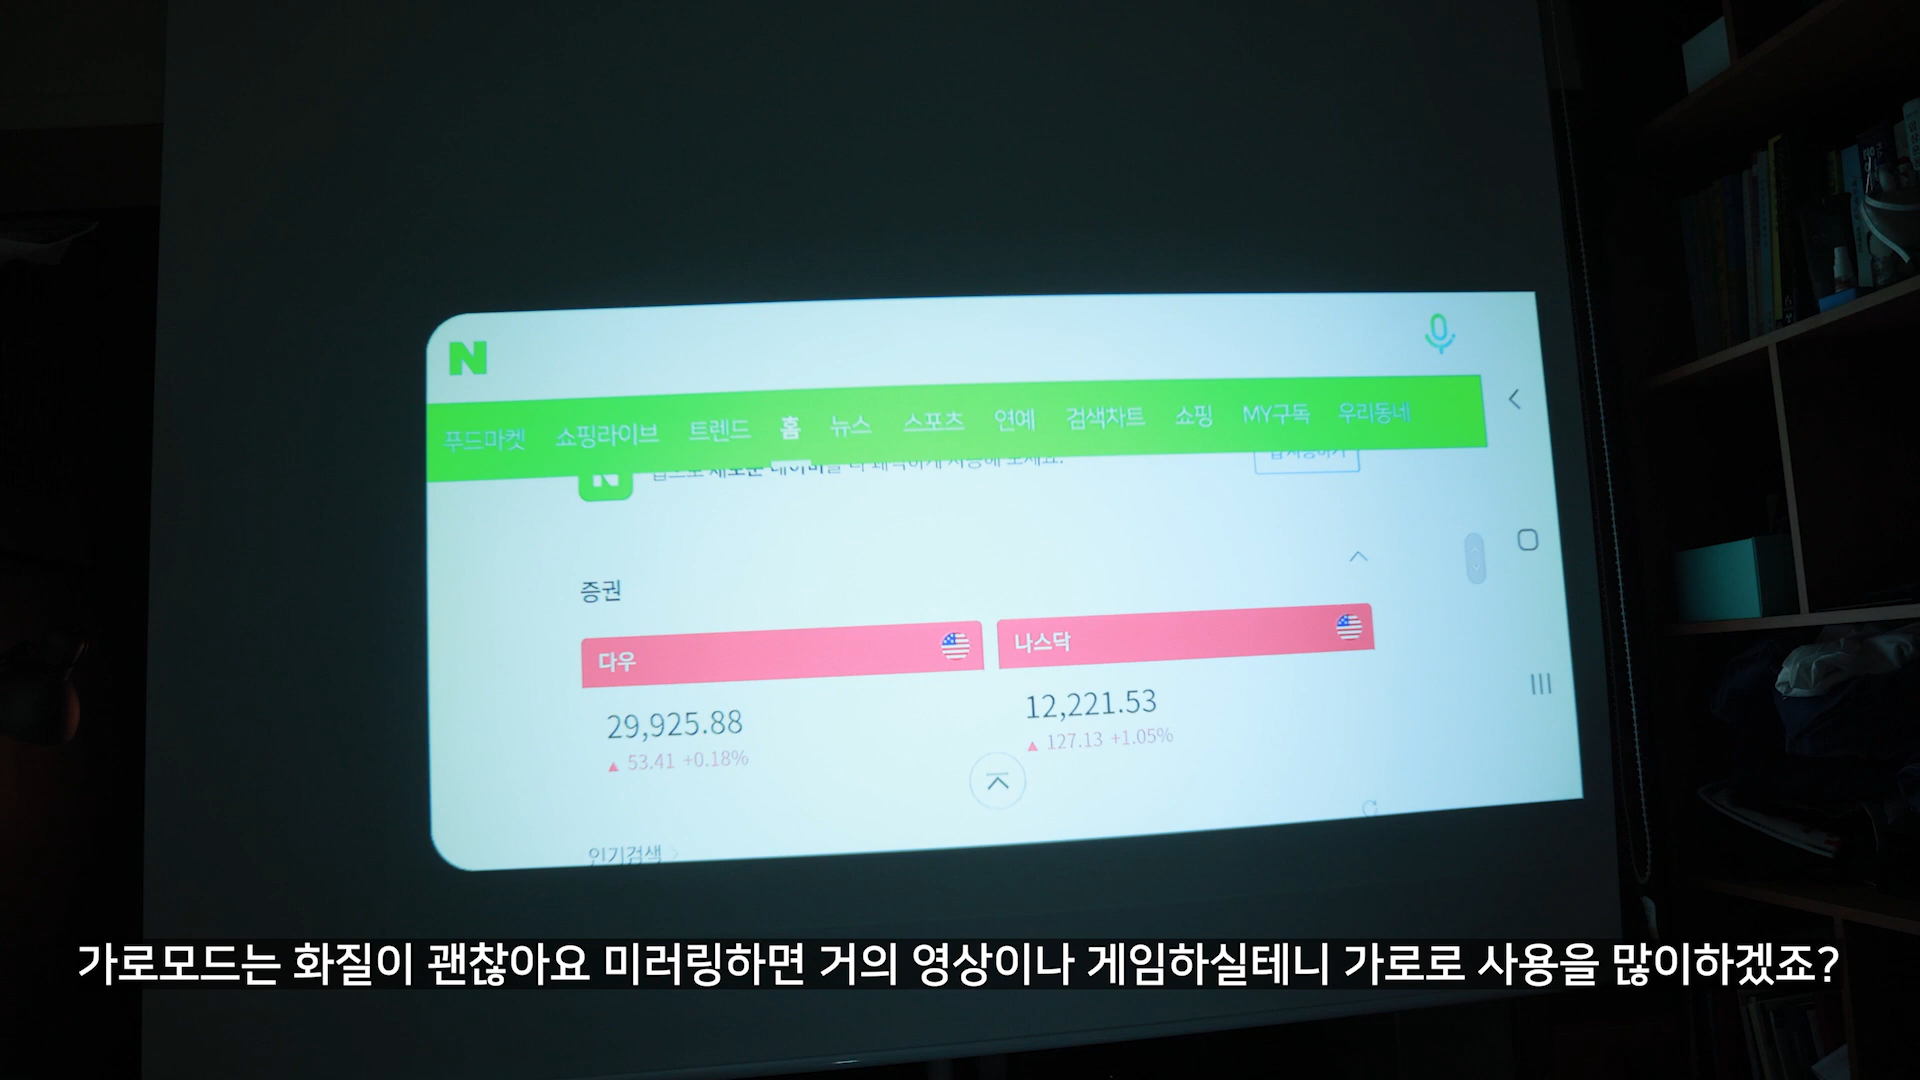 N
푸드마켓 쇼핑라이브 트렌드 홈 뉴스 스포츠 연예 검색차트 쇼핑 MY구독 우리동네
N
증권
다우
나스닥
29,925.88
▲ 53.41 +0.18%
12,221.53
▲ 127.13 +1.05%
인기검색
가로모드는 화질이 괜찮아요 미러링하면 거의 영상이나 게임하실테니 가로로 사용을 많이하겠죠?